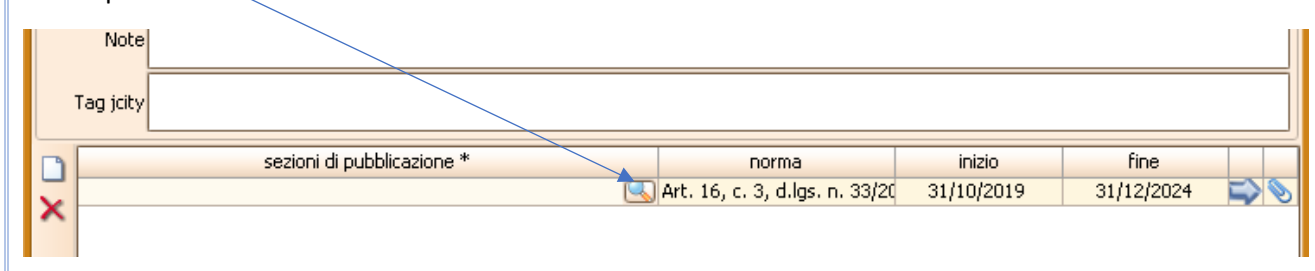 Note
Tag jcity
sezioni di pubblicazione * norma inizio fine
Art. 16, c. 3, d.lgs. n. 33/20 31/10/2019 31/12/2024